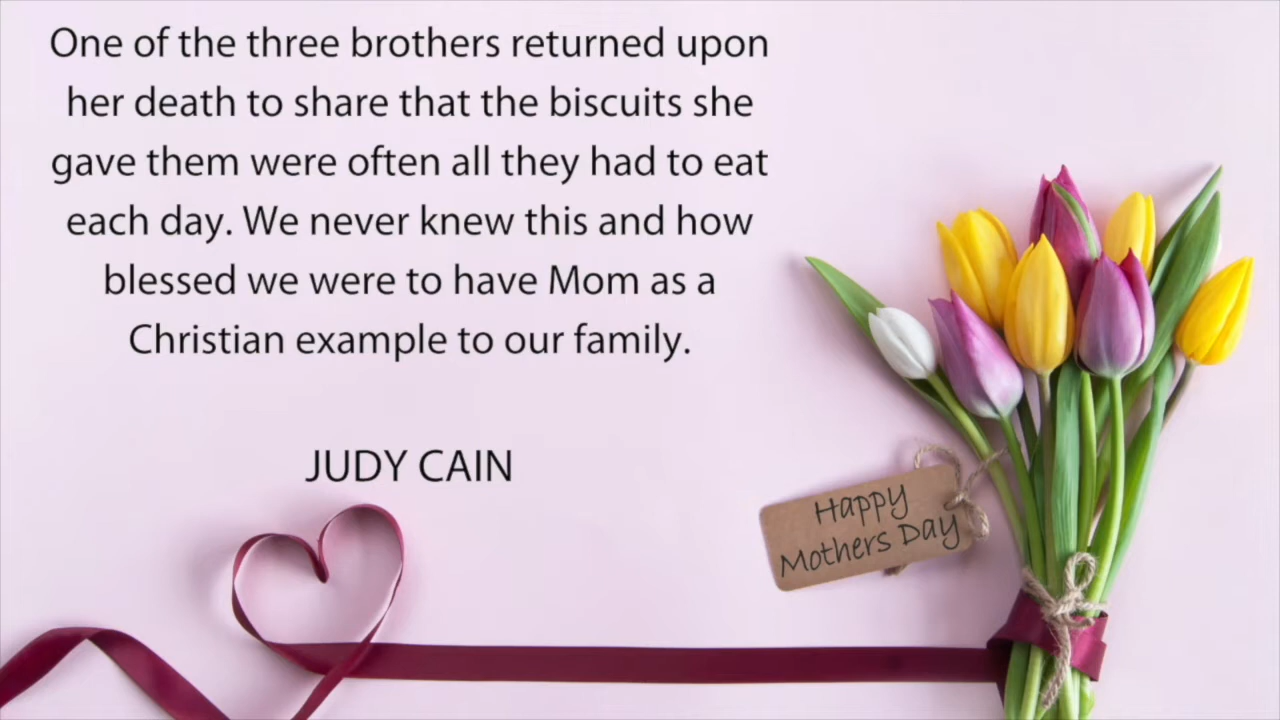 One of the three brothers returned upon
her death to share that the biscuits she
gave them were often all they had to eat
each day. We never knew this and how
blessed we were to have Mom as a
Christian example to our family.
JUDY CAIN
Happy
Mothers Day